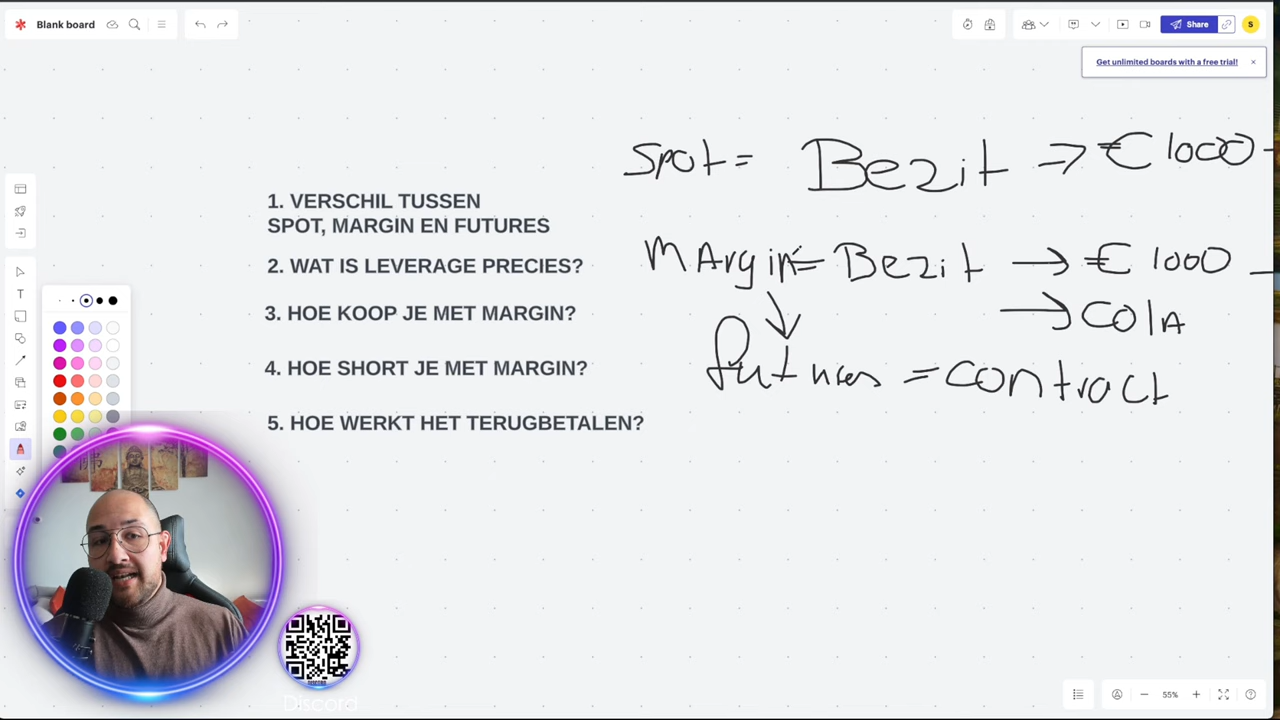 Blank board
Share
S
Get unlimited boards with a free trial!
Spot = Bezit => €1000 -
1. VERSCHIL TUSSEN
SPOT, MARGIN EN FUTURES
MArgin = Bezit → €1000 -
2. WAT IS LEVERAGE PRECIES?
3. HOE KOOP JE MET MARGIN?
→ COlA
4. HOE SHORT JE MET MARGIN?
futures = contract
5. HOE WERKT HET TERUGBETALEN?
DISCORD
Discord
55%